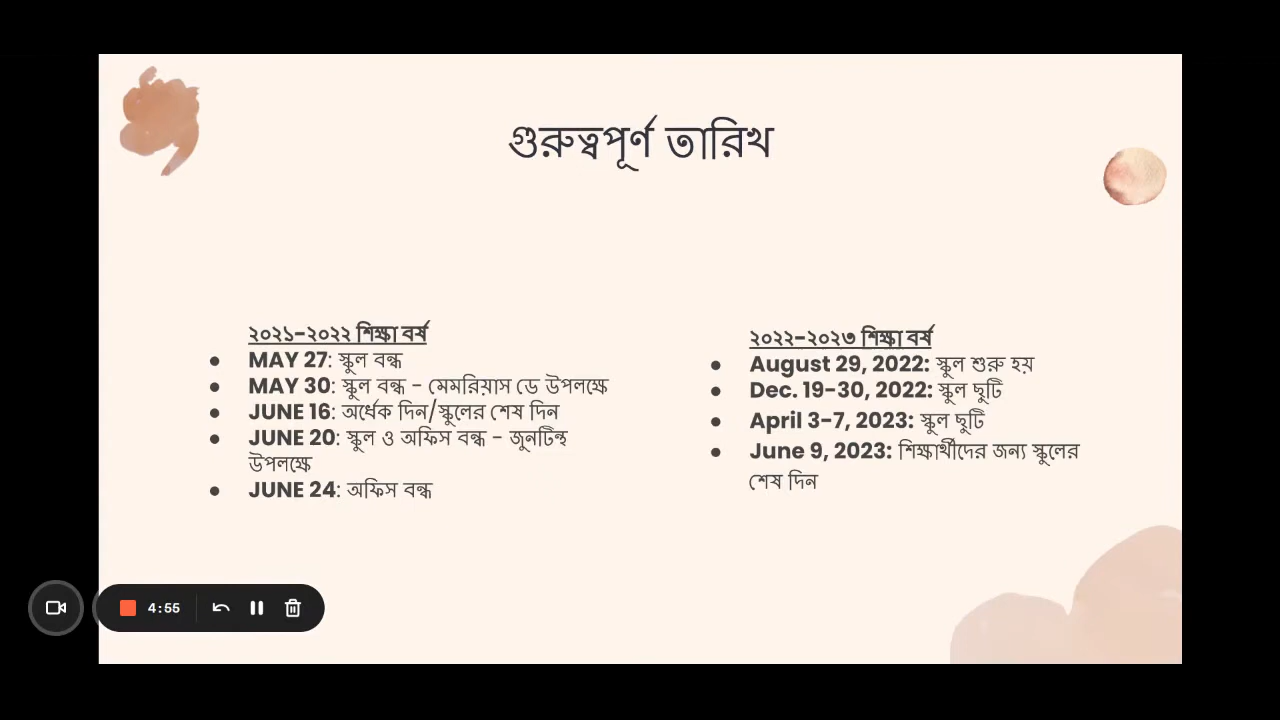 গুরুত্বপূর্ণ তারিখ
২০২১-২০২২ শিক্ষা বর্ষ
● MAY 27: স্কুল বন্ধ
● MAY 30: স্কুল বন্ধ - মেমরিয়াস ডে উপলক্ষে
● JUNE 16: অর্ধেক দিন/স্কুলের শেষ দিন
● JUNE 20: স্কুল ও অফিস বন্ধ - জুনটিন্থ
উপলক্ষে
● JUNE 24: অফিস বন্ধ
২০২২-২০২৩ শিক্ষা বর্ষ
● August 29, 2022: স্কুল শুরু হয়
● Dec. 19-30, 2022: স্কুল ছুটি
● April 3-7, 2023: স্কুল ছুটি
● June 9, 2023: শিক্ষার্থীদের জন্য স্কুলের
শেষ দিন
4:55